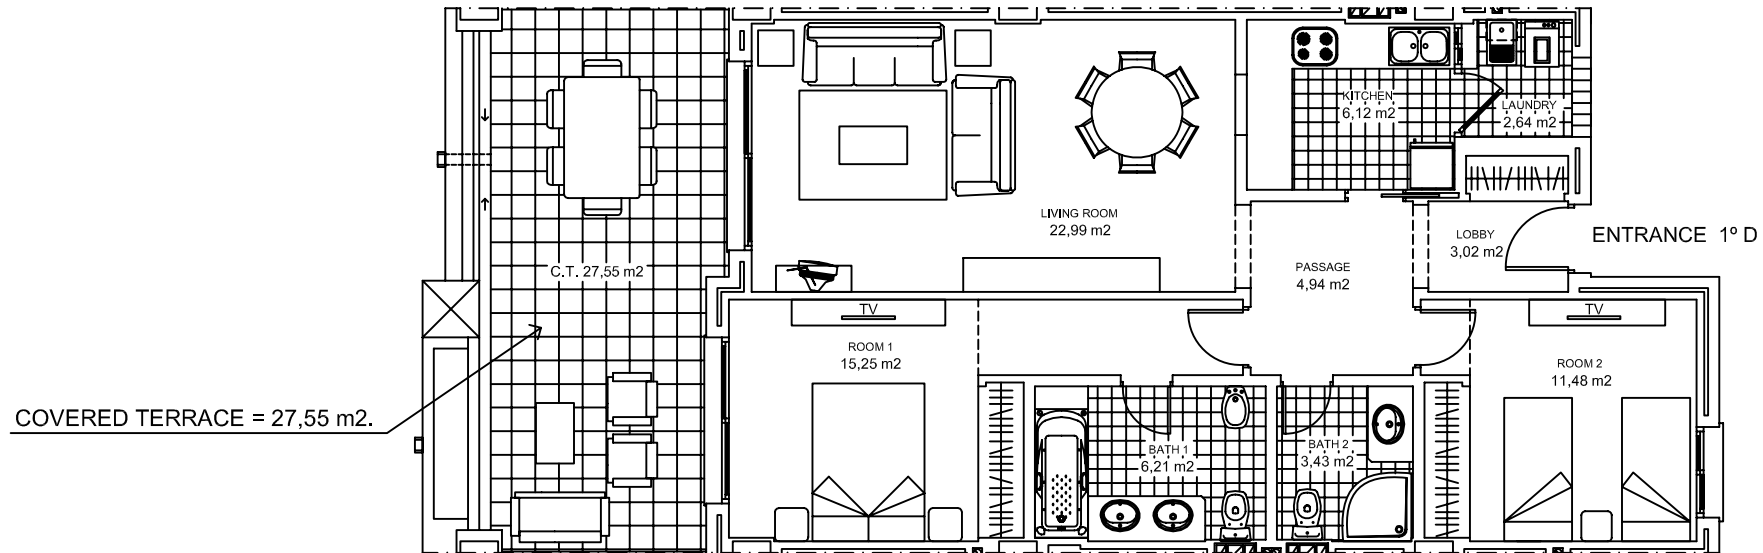 KITCHEN
6,12 m2
LAUNDRY
2,64 m2
LIVING ROOM
22,99 m2
LOBBY
3,02 m2
ENTRANCE 1º D
C.T. 27,55 m2
PASSAGE
4,94 m2
TV
TV
ROOM 1
15,25 m2
ROOM 2
11,48 m2
COVERED TERRACE = 27,55 m2.
BATH 1
6,21 m2
BATH 2
3,43 m2